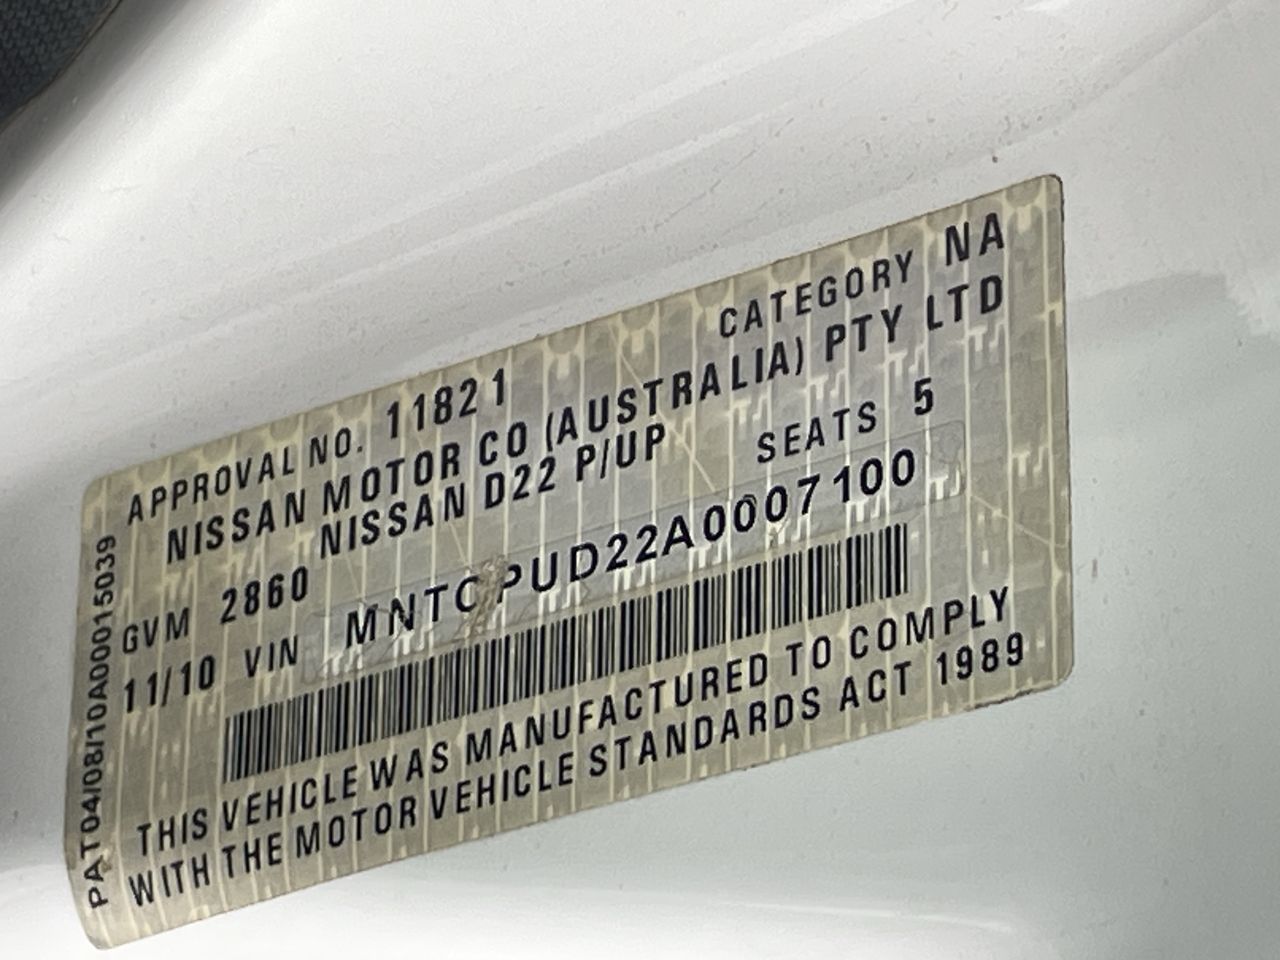 APPROVAL NO. 11821 CATEGORY NA
NISSAN MOTOR CO (AUSTRALIA) PTY LTD
NISSAN D22 P/UP SEATS 5
GVM 2860
11/10 VIN MNTCPUD22A0007100
THIS VEHICLE WAS MANUFACTURED TO COMPLY
WITH THE MOTOR VEHICLE STANDARDS ACT 1989
PAT04/08/10A00015039